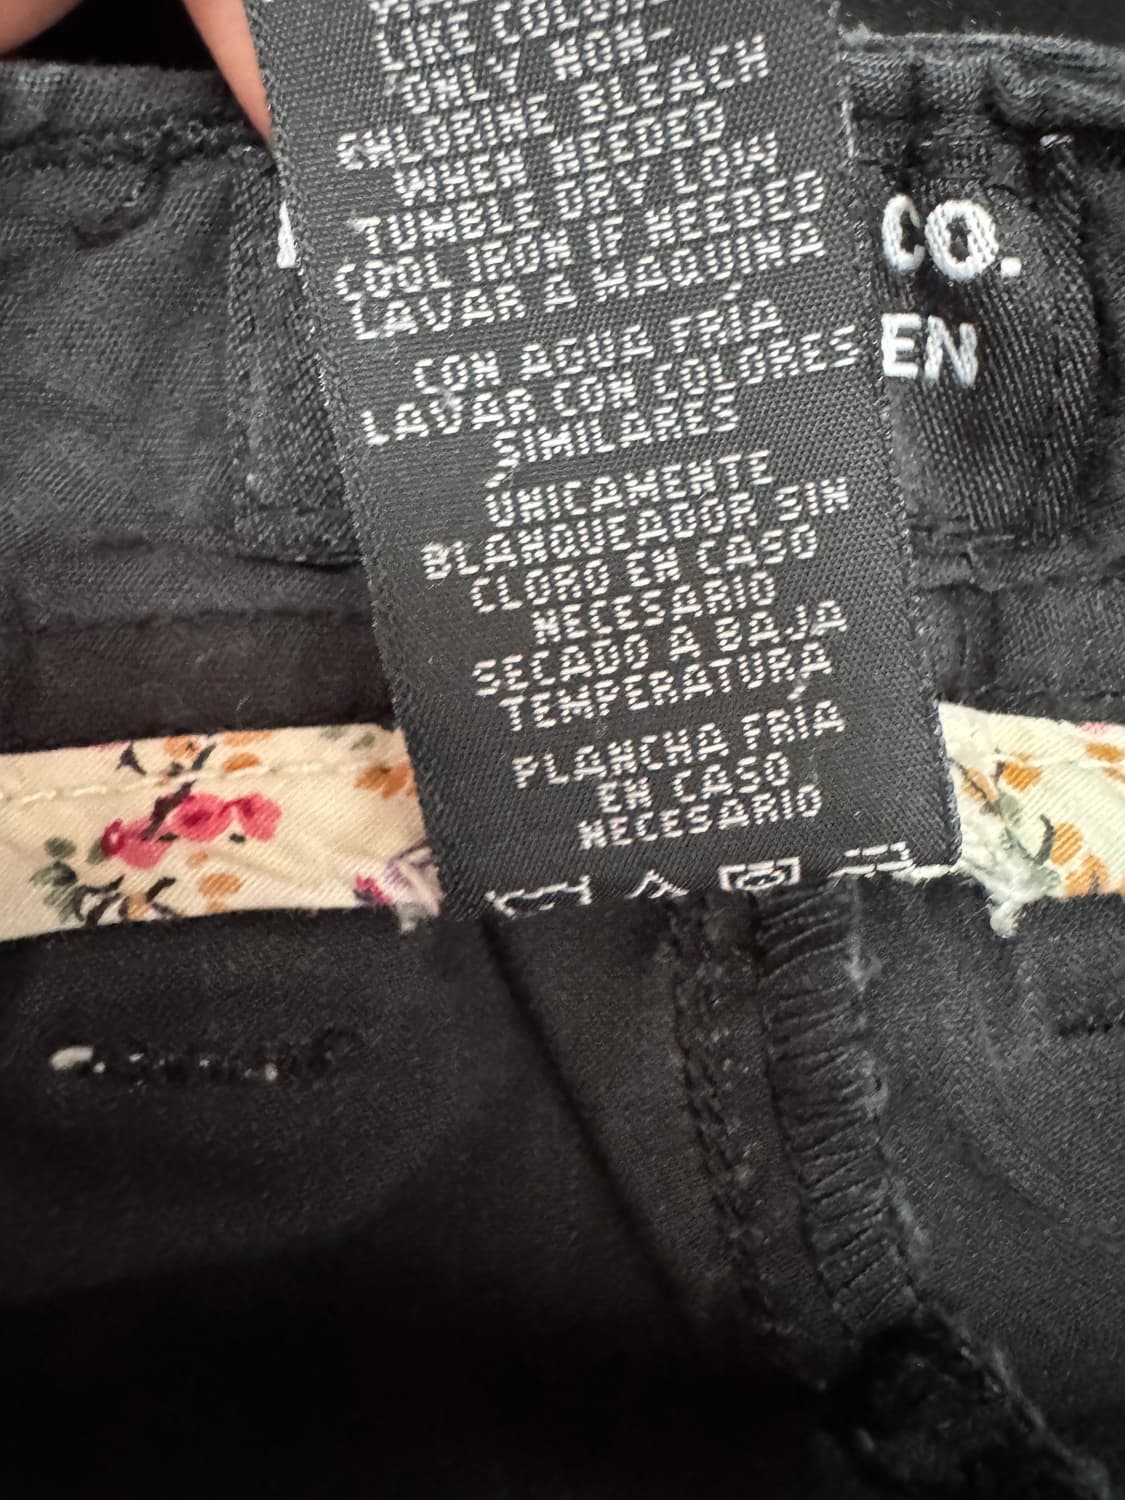 LIKE COLORS
ONLY NON-
CHLORINE BLEACH
WHEN NEEDED
TUMBLE DRY LOW
COOL IRON IF NEEDED
LAVAR A MAQUINA
CON AGUA FRÍA
LAVAR CON COLORES
SIMILARES
ÚNICAMENTE
BLANQUEADOR SIN
CLORO EN CASO
NECESARIO
SECADO A BAJA
TEMPERATURA
PLANCHA FRÍA
EN CASO
NECESARIO
CO.
EN